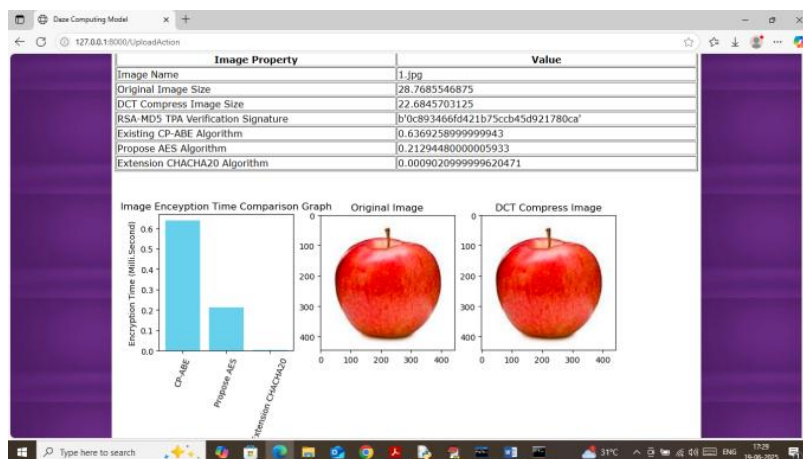 Daze Computing Model
127.0.0.1:8000/UploadAction
Image Property Value
Image Name 1.jpg
Original Image Size 28.7685546875
DCT Compress Image Size 22.6845703125
RSA-MD5 TPA Verification Signature b'0c893466fd421b75ccb45d921780ca'
Existing CP-ABE Algorithm 0.6369258999999943
Propose AES Algorithm 0.21294480000005933
Extension CHACHA20 Algorithm 0.0009020999999620471
Image Enceyption Time Comparison Graph
Encryption Time (Milli.Second)
0.6
0.5
0.4
0.3
0.2
0.1
0.0
CP-ABE
Propose AES
xtension CHACHA20
Original Image
0
100
200
300
400
0 100 200 300 400
DCT Compress Image
0
100
200
300
400
0 100 200 300 400
Type here to search
31°C
ENG
17:29
19-06-2025